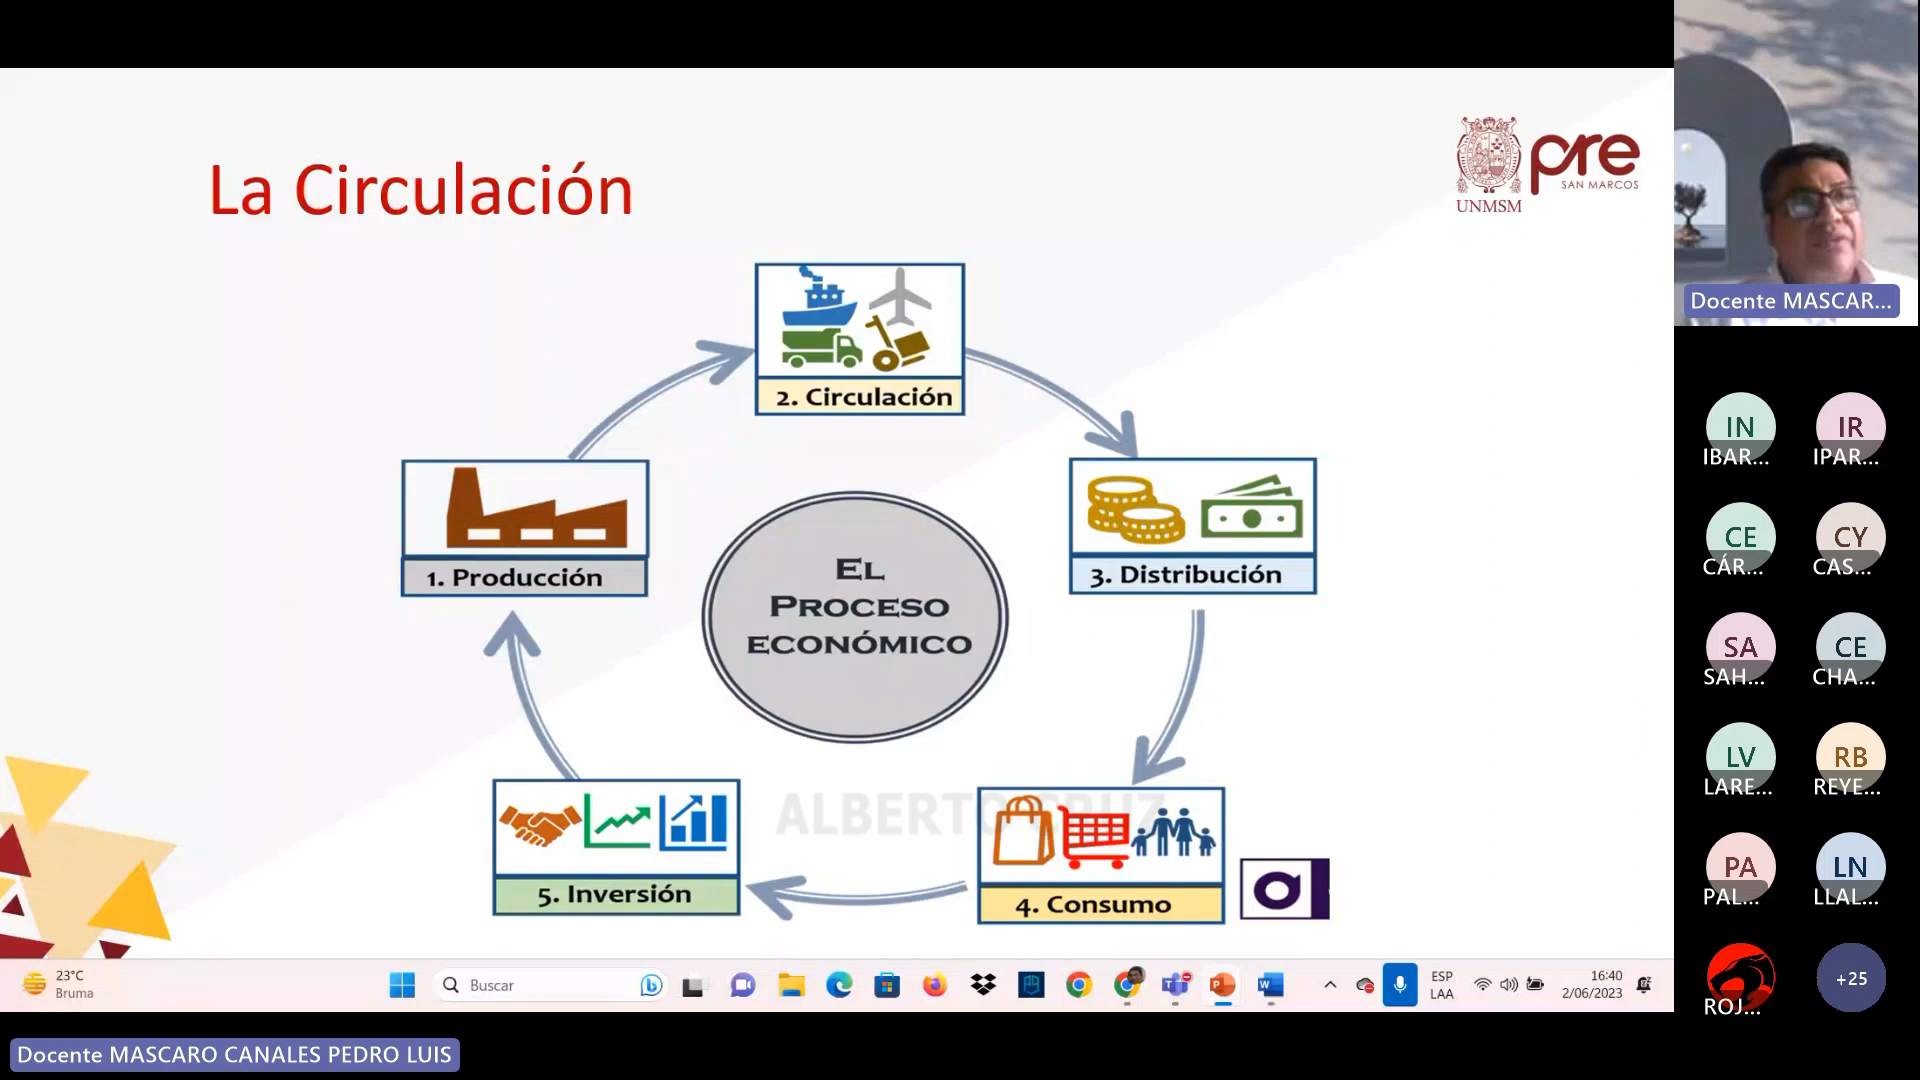 La Circulación
UNMSM
pre
SAN MARCOS
2. Circulación
1. Producción
3. Distribución
EL
PROCESO
ECONÓMICO
ALBERTO CRUZ
5. Inversión
4. Consumo
23°C
Bruma
Buscar
ESP
LAA
16:40
2/06/2023
Docente MASCARO CANALES PEDRO LUIS
Docente MASCAR...
IN
IBAR...
IR
IPAR...
CE
CÁR...
CY
CAS...
SA
SAH...
CE
CHA...
LV
LARE...
RB
REYE...
PA
PAL...
LN
LLAL...
ROJ...
+25